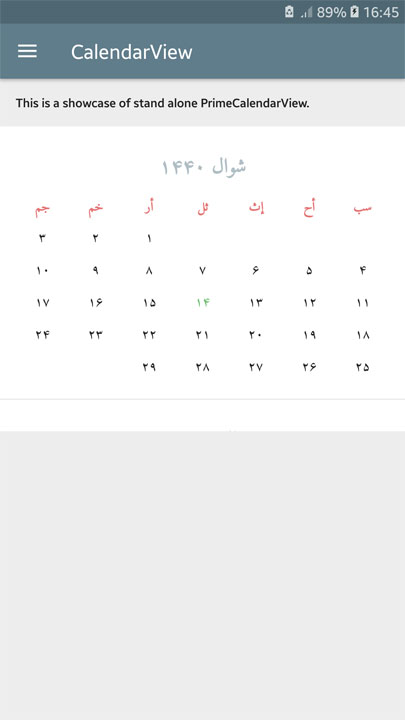 89% 16:45
CalendarView
This is a showcase of stand alone PrimeCalendarView.
شوال ۱۴۴۰
سب أح إث ثل أر خم جم
۱ ۲ ۳
۴ ۵ ۶ ۷ ۸ ۹ ۱۰
۱۱ ۱۲ ۱۳ ۱۴ ۱۵ ۱۶ ۱۷
۱۸ ۱۹ ۲۰ ۲۱ ۲۲ ۲۳ ۲۴
۲۵ ۲۶ ۲۷ ۲۸ ۲۹